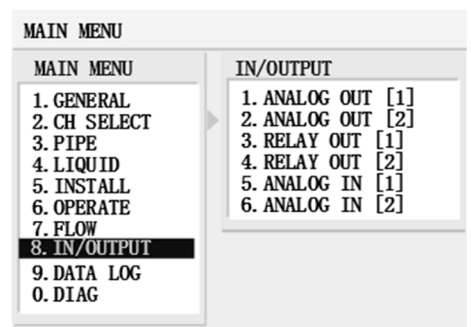 MAIN MENU
MAIN MENU
1. GENERAL
2. CH SELECT
3. PIPE
4. LIQUID
5. INSTALL
6. OPERATE
7. FLOW
8. IN/OUTPUT
9. DATA LOG
0. DIAG
IN/OUTPUT
1. ANALOG OUT [1]
2. ANALOG OUT [2]
3. RELAY OUT [1]
4. RELAY OUT [2]
5. ANALOG IN [1]
6. ANALOG IN [2]